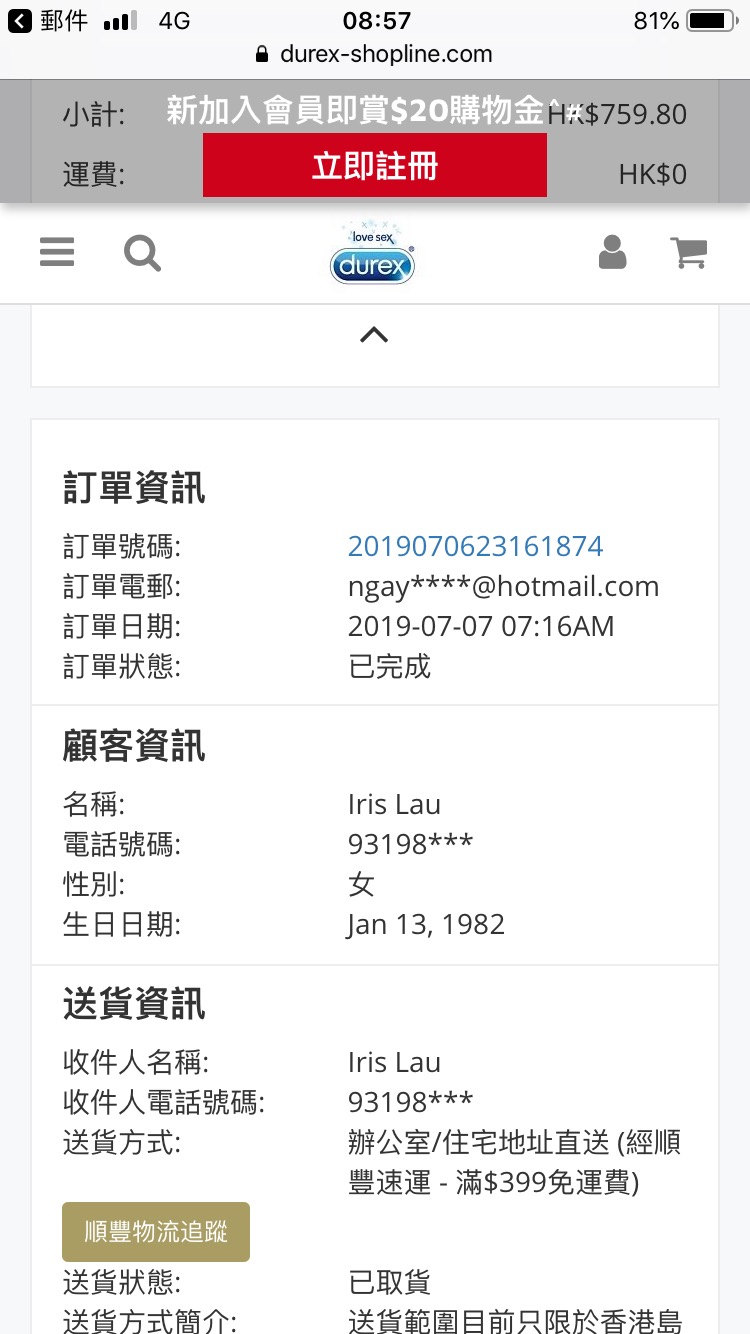 郵件 4G 08:57 81%
durex-shopline.com
小計: 新加入會員即賞$20購物金^# HK$759.80
運費: 立即註冊 HK$0
love sex
durex®
訂單資訊
訂單號碼: 2019070623161874
訂單電郵: ngay****@hotmail.com
訂單日期: 2019-07-07 07:16AM
訂單狀態: 已完成
顧客資訊
名稱: Iris Lau
電話號碼: 93198***
性別: 女
生日日期: Jan 13, 1982
送貨資訊
收件人名稱: Iris Lau
收件人電話號碼: 93198***
送貨方式: 辦公室/住宅地址直送 (經順
豐速運 - 滿$399免運費)
順豐物流追蹤
送貨狀態: 已取貨
送貨方式簡介: 送貨範圍目前只限於香港島